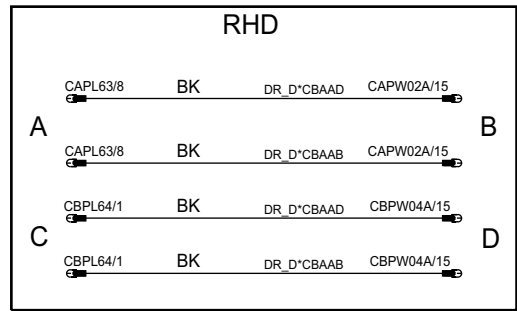 RHD
CAPL63/8 BK DR_D*CBAAD CAPW02A/15
A B
CAPL63/8 BK DR_D*CBAAB CAPW02A/15
CBPL64/1 BK DR_D*CBAAD CBPW04A/15
C D
CBPL64/1 BK DR_D*CBAAB CBPW04A/15